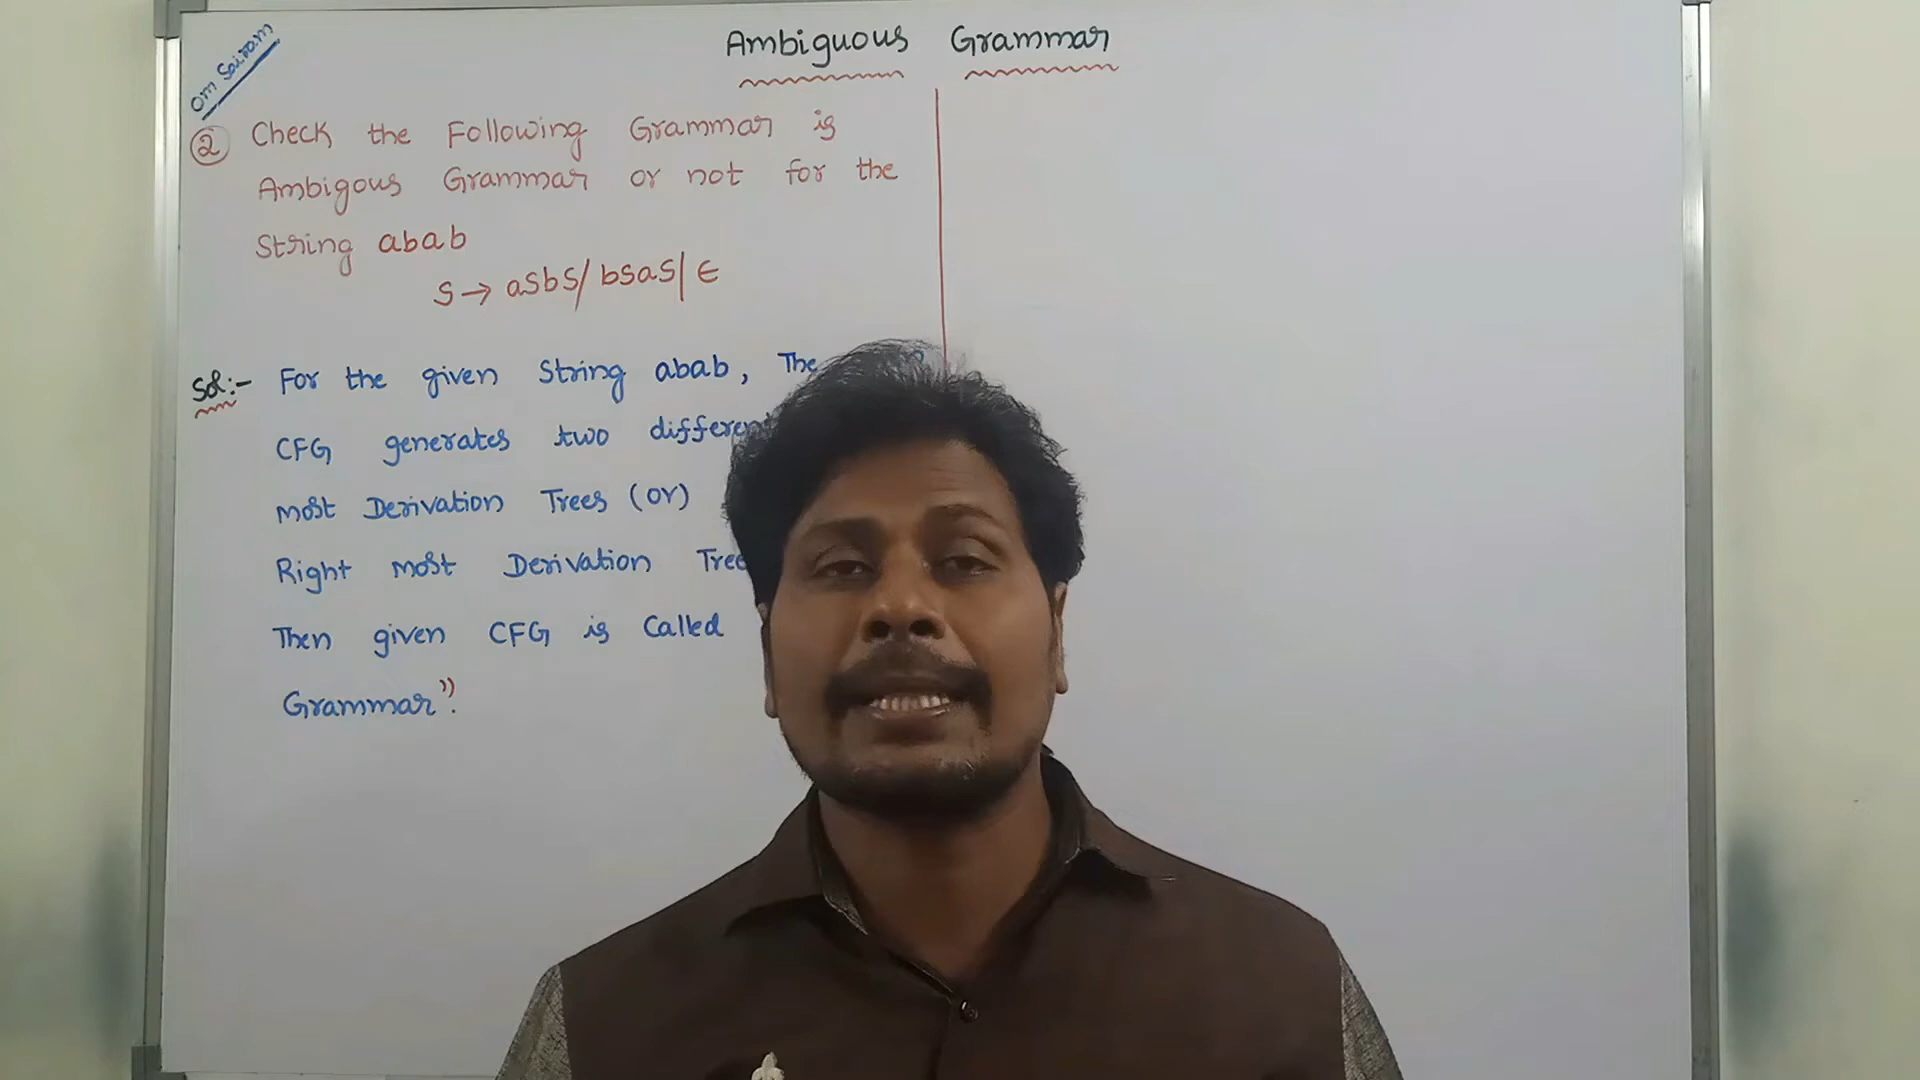 Om Sairam
Ambiguous Grammar
② Check the Following Grammar is
Ambigous Grammar or not for the
String abab
S → aSbS/ bSaS| ∈
Sol:- For the given String abab, The
CFG generates two different
most Derivation Trees (or)
Right most Derivation
Then given CFG is Called
Grammar".